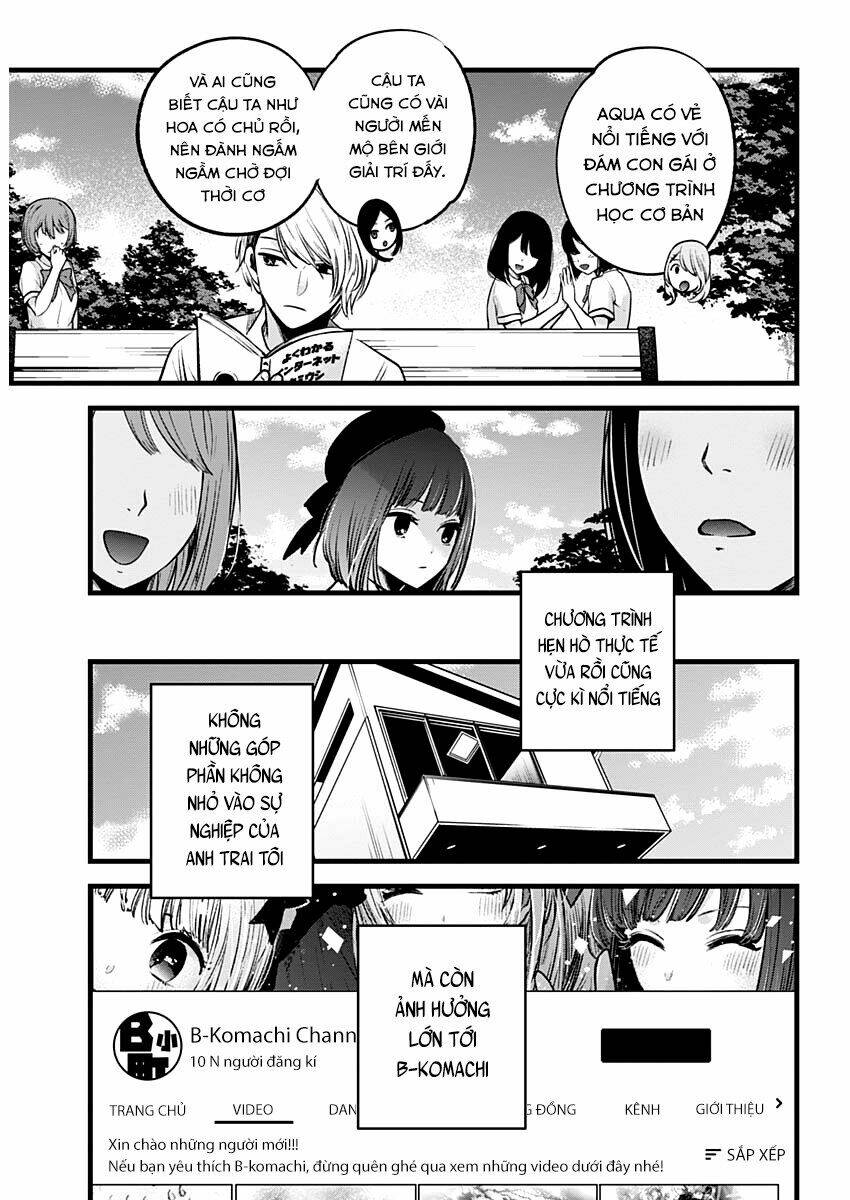 AQUA CÓ VẺ
NỔI TIẾNG VỚI
ĐÁM CON GÁI Ở
CHƯƠNG TRÌNH
HỌC CƠ BẢN
CẬU TA
CŨNG CÓ VÀI
NGƯỜI MẾN
MỘ BÊN GIỚI
GIẢI TRÍ ĐẤY.
VÀ AI CŨNG
BIẾT CẬU TA NHƯ
HOA CÓ CHỦ RỒI,
NÊN ĐÀNH NGẮM
NGẦM CHỜ ĐỢI
THỜI CƠ
よくわかる
インターネット
CHƯƠNG TRÌNH
HẸN HÒ THỰC TẾ
VỪA RỒI CŨNG
CỰC KÌ NỔI TIẾNG
KHÔNG
NHỮNG GÓP
PHẦN KHÔNG
NHỎ VÀO SỰ
NGHIỆP CỦA
ANH TRAI TÔI
MÀ CÒN
ẢNH HƯỞNG
LỚN TỚI
B-KOMACHI
B小町
B-Komachi Chann
10 N người đăng kí
TRANG CHỦ VIDEO DAN G ĐỒNG KÊNH GIỚI THIỆU
Xin chào những người mới!!!
Nếu bạn yêu thích B-komachi, đừng quên ghé qua xem những video dưới đây nhé!
SẮP XẾP